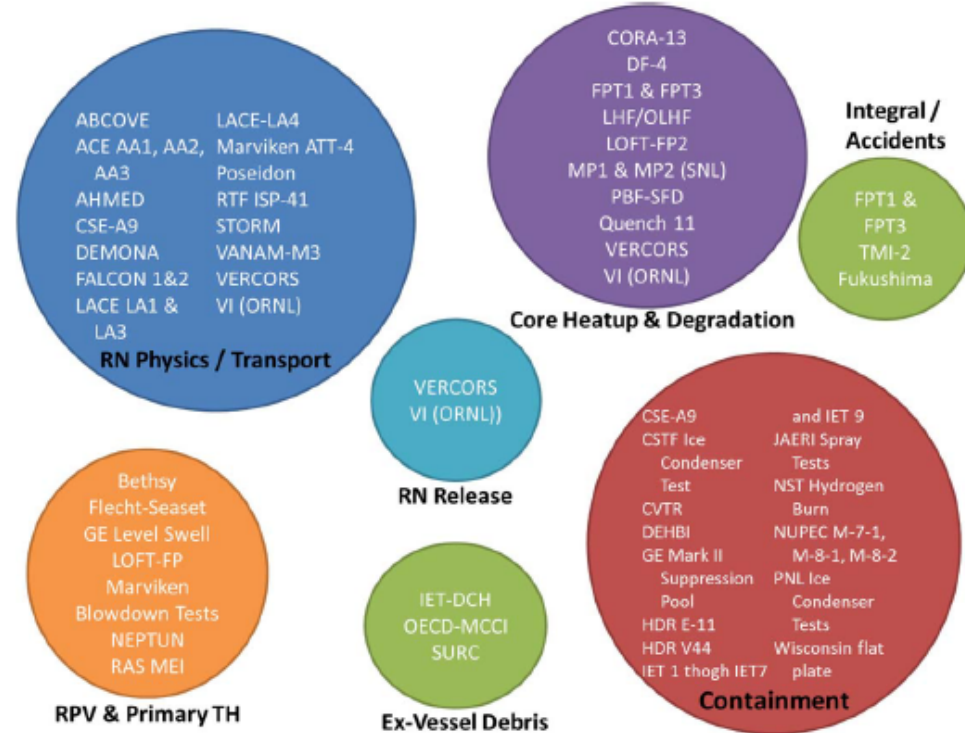 ABCOVE
ACE AA1, AA2,
AA3
AHMED
CSE-A9
DEMONA
FALCON 1&2
LACE LA1 &
LA3
LACE-LA4
Marviken ATT-4
Poseidon
RTF ISP-41
STORM
VANAM-M3
VERCORS
VI (ORNL)
RN Physics / Transport
CORA-13
DF-4
FPT1 & FPT3
LHF/OLHF
LOFT-FP2
MP1 & MP2 (SNL)
PBF-SFD
Quench 11
VERCORS
VI (ORNL)
Core Heatup & Degradation
Integral /
Accidents
FPT1 &
FPT3
TMI-2
Fukushima
VERCORS
VI (ORNL))
RN Release
Bethsy
Flecht-Seaset
GE Level Swell
LOFT-FP
Marviken
Blowdown Tests
NEPTUN
RAS MEI
RPV & Primary TH
IET-DCH
OECD-MCCI
SURC
Ex-Vessel Debris
CSE-A9
CSTF Ice
Condenser
Test
CVTR
DEHBI
GE Mark II
Suppression
Pool
HDR E-11
HDR V44
IET 1 thogh IET7
and IET 9
JAERI Spray
Tests
NST Hydrogen
Burn
NUPEC M-7-1,
M-8-1, M-8-2
PNL Ice
Condenser
Tests
Wisconsin flat
plate
Containment